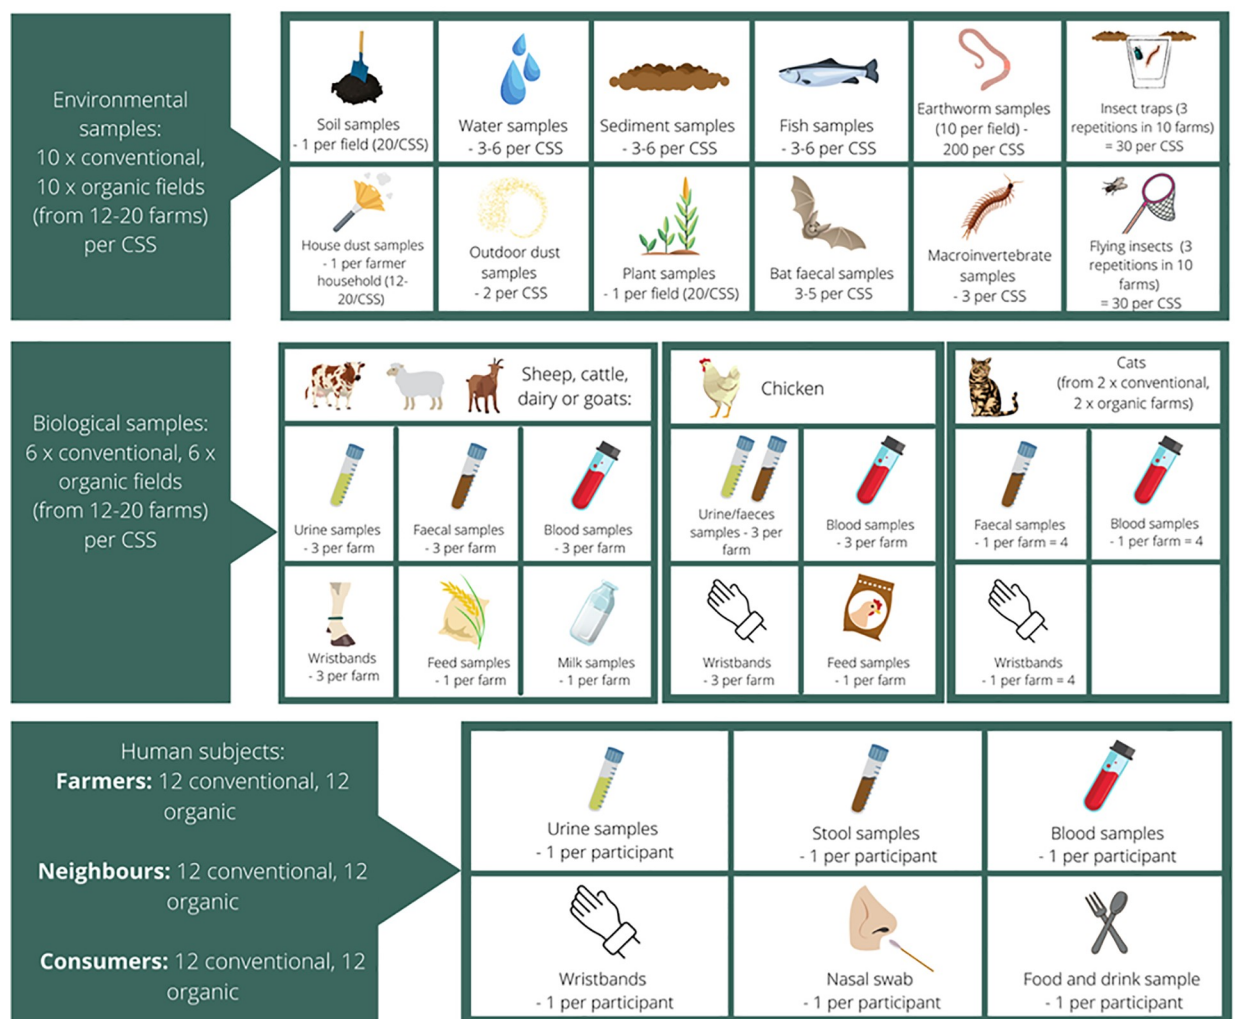 Environmental
samples:
10 x conventional,
10 x organic fields
(from 12-20 farms)
per CSS
Soil samples
- 1 per field (20/CSS)
Water samples
- 3-6 per CSS
Sediment samples
- 3-6 per CSS
Fish samples
- 3-6 per CSS
Earthworm samples
(10 per field) -
200 per CSS
Insect traps (3
repetitions in 10 farms)
= 30 per CSS
House dust samples
- 1 per farmer
household (12-
20/CSS)
Outdoor dust
samples
- 2 per CSS
Plant samples
- 1 per field (20/CSS)
Bat faecal samples
3-5 per CSS
Macroinvertebrate
samples
- 3 per CSS
Flying insects (3
repetitions in 10
farms)
= 30 per CSS
Biological samples:
6 x conventional, 6 x
organic fields
(from 12-20 farms)
per CSS
Sheep, cattle,
dairy or goats:
Urine samples
- 3 per farm
Faecal samples
- 3 per farm
Blood samples
- 3 per farm
Wristbands
- 3 per farm
Feed samples
- 1 per farm
Milk samples
- 1 per farm
Chicken
Urine/faeces
samples - 3 per
farm
Blood samples
- 3 per farm
Wristbands
- 3 per farm
Feed samples
- 1 per farm
Cats
(from 2 x conventional,
2 x organic farms)
Faecal samples
- 1 per farm = 4
Blood samples
- 1 per farm = 4
Wristbands
- 1 per farm = 4
Human subjects:
Farmers: 12 conventional, 12
organic
Neighbours: 12 conventional, 12
organic
Consumers: 12 conventional, 12
organic
Urine samples
- 1 per participant
Stool samples
- 1 per participant
Blood samples
- 1 per participant
Wristbands
- 1 per participant
Nasal swab
- 1 per participant
Food and drink sample
- 1 per participant